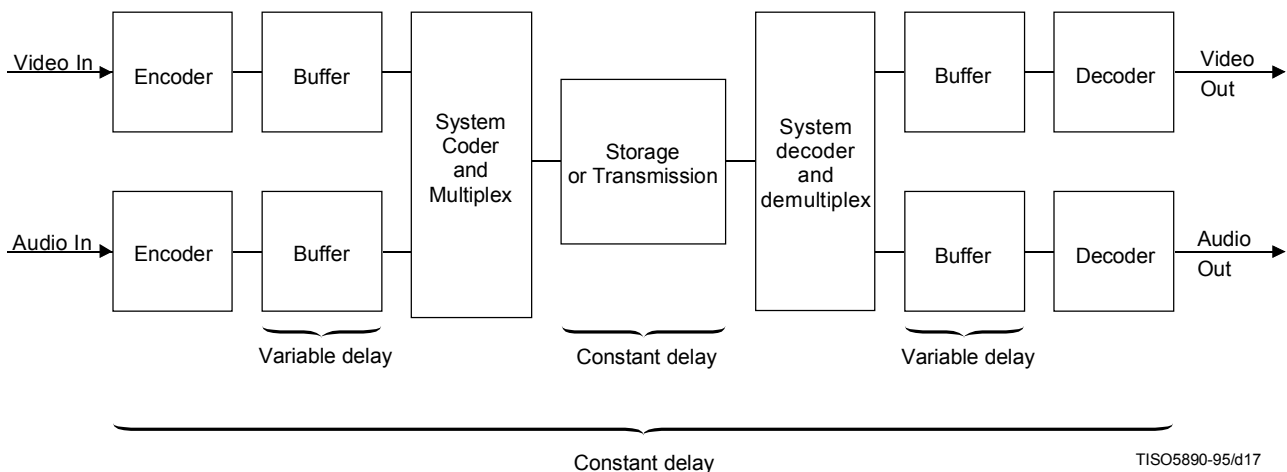 Video In
Encoder
Buffer
System
Coder
and
Multiplex
Storage
or Transmission
System
decoder
and
demultiplex
Buffer
Decoder
Video
Out
Audio In
Encoder
Buffer
Buffer
Decoder
Audio
Out
Variable delay
Constant delay
Variable delay
Constant delay
TISO5890-95/d17